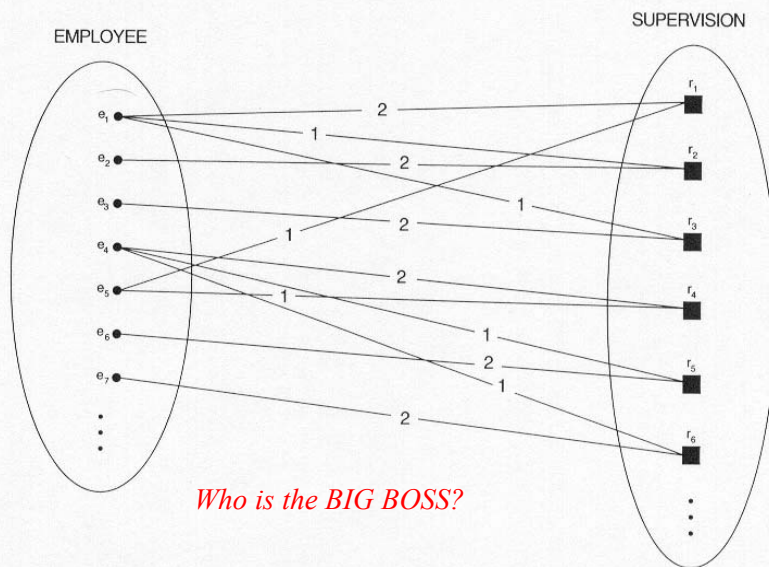 EMPLOYEE
SUPERVISION
e1
e2
e3
e4
e5
e6
e7
2
1
2
1
1
2
2
1
1
2
1
2
r1
r2
r3
r4
r5
r6
Who is the BIG BOSS?